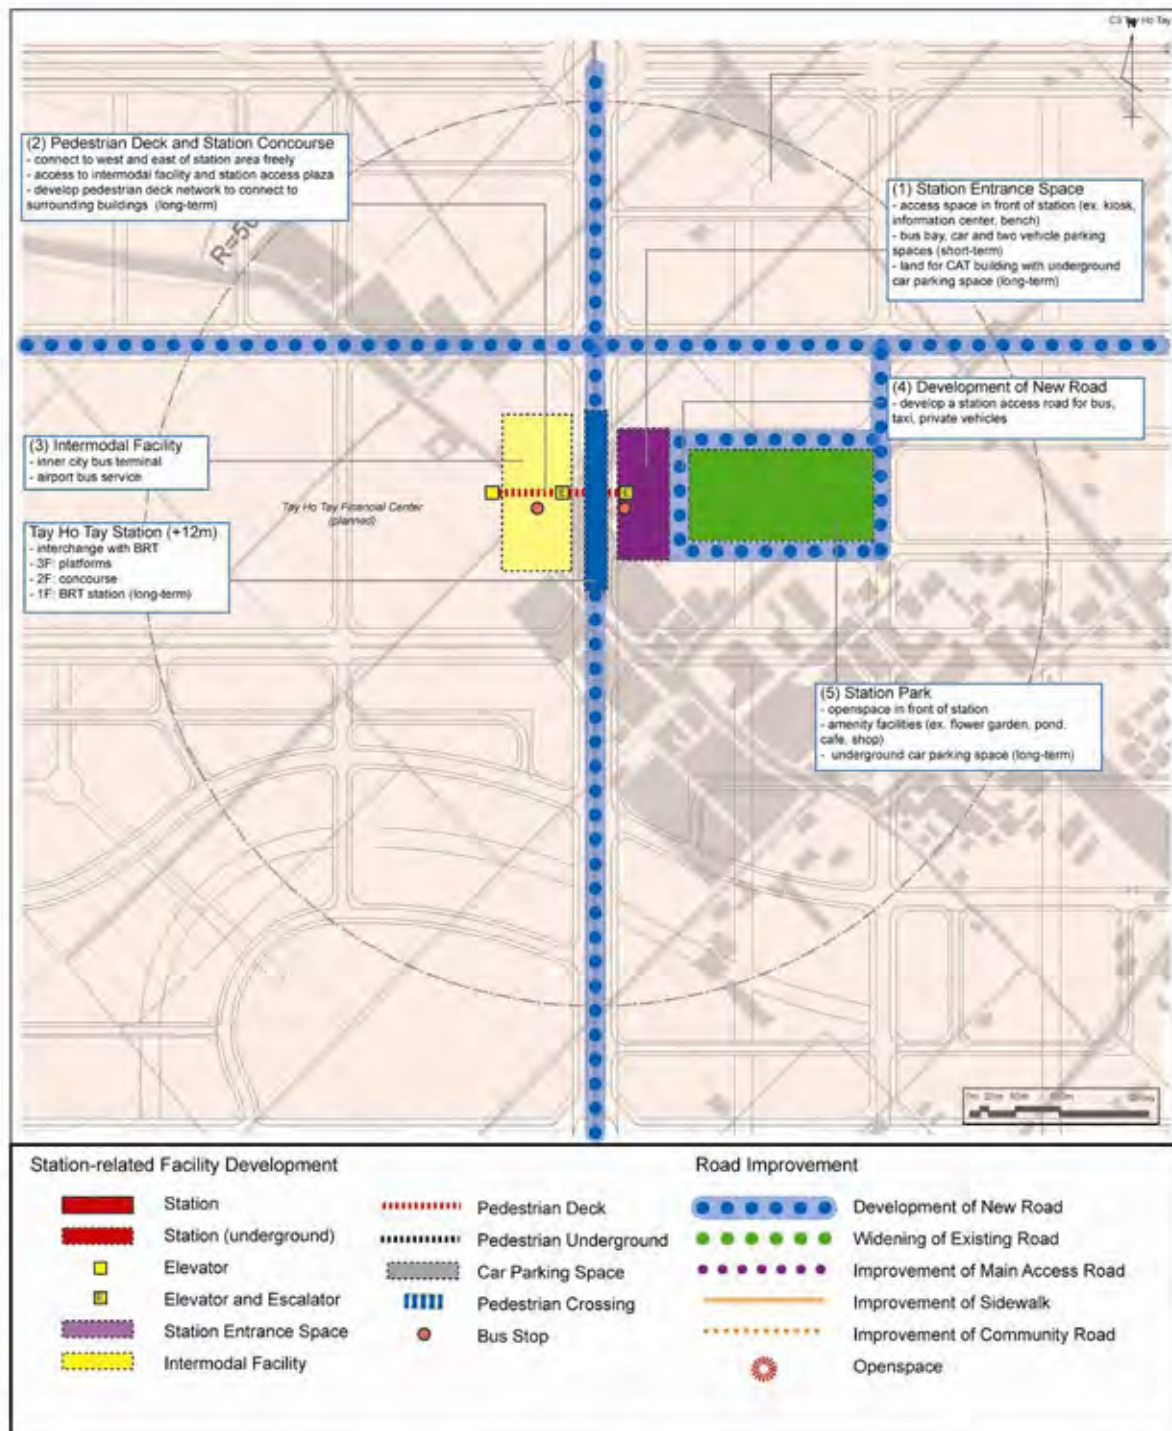 C3 Tay Ho Tay
N
(2) Pedestrian Deck and Station Concourse
- connect to west and east of station area freely
- access to intermodal facility and station access plaza
- develop pedestrian deck network to connect to
surrounding buildings (long-term)
(1) Station Entrance Space
- access space in front of station (ex. kiosk,
information center, bench)
- bus bay, car and two vehicle parking
spaces (short-term)
- land for CAT building with underground
car parking space (long-term)
(4) Development of New Road
- develop a station access road for bus,
taxi, private vehicles
(3) Intermodal Facility
- inner city bus terminal
- airport bus service
Tay Ho Tay Financial Center
(planned)
Tay Ho Tay Station (+12m)
- interchange with BRT
- 3F: platforms
- 2F: concourse
- 1F: BRT station (long-term)
(5) Station Park
- openspace in front of station
- amenity facilities (ex. flower garden, pond,
cafe, shop)
- underground car parking space (long-term)
Station-related Facility Development
Station
Station (underground)
Elevator
Elevator and Escalator
Station Entrance Space
Intermodal Facility
Pedestrian Deck
Pedestrian Underground
Car Parking Space
Pedestrian Crossing
Bus Stop
Road Improvement
Development of New Road
Widening of Existing Road
Improvement of Main Access Road
Improvement of Sidewalk
Improvement of Community Road
Openspace